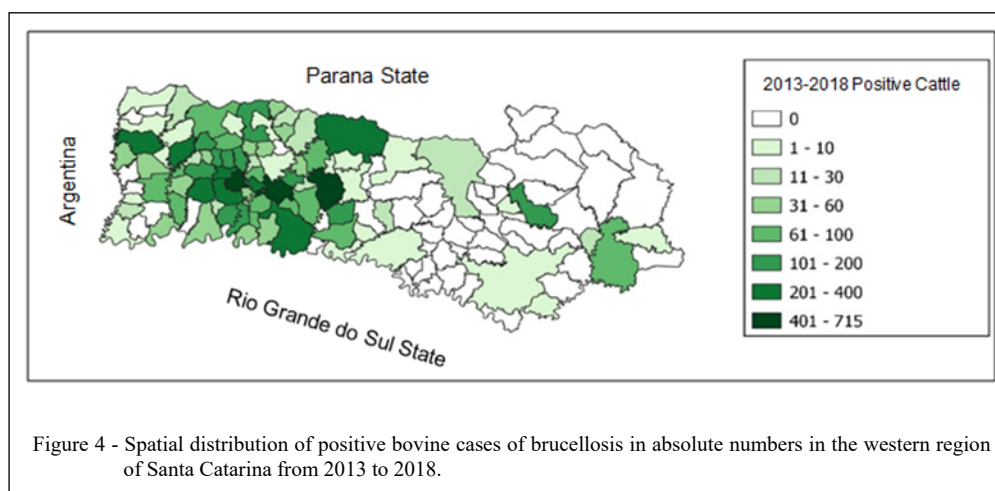 Parana State
Argentina
Rio Grande do Sul State
2013-2018 Positive Cattle
0
1 - 10
11 - 30
31 - 60
61 - 100
101 - 200
201 - 400
401 - 715
Figure 4 - Spatial distribution of positive bovine cases of brucellosis in absolute numbers in the western region
of Santa Catarina from 2013 to 2018.